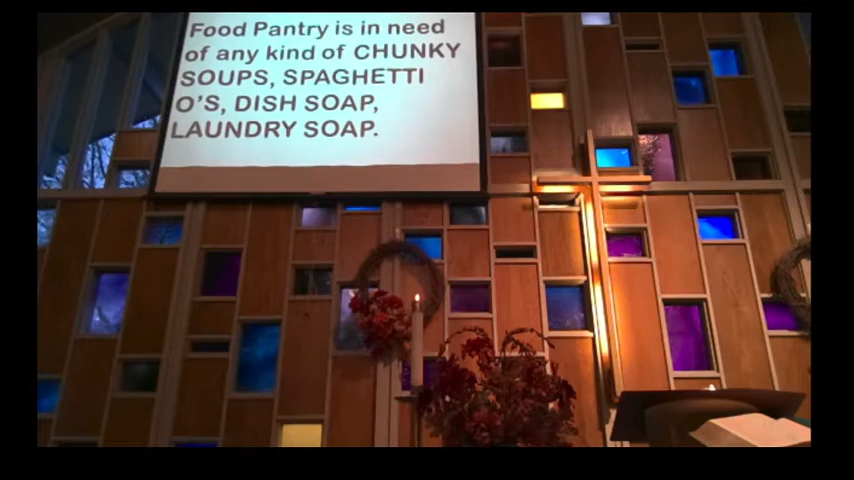 Food Pantry is in need
of any kind of CHUNKY
SOUPS, SPAGHETTI
O'S, DISH SOAP,
LAUNDRY SOAP.